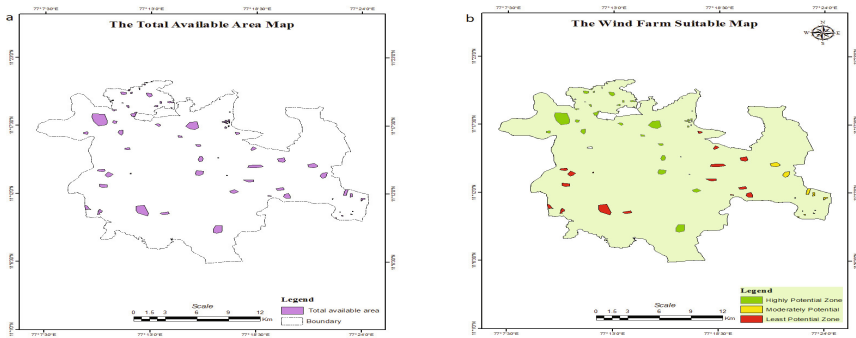 a
The Total Available Area Map
77°7'30"E 77°13'0"E 77°18'30"E 77°24'0"E
Legend
Total available area
Boundary
Scale
0 1.5 3 6 9 12
Km
77°7'30"E 77°13'0"E 77°18'30"E 77°24'0"E
b
The Wind Farm Suitable Map
77°7'30"E 77°13'0"E 77°18'30"E 77°24'0"E
N
W E
S
Legend
Highly Potential Zone
Moderately Potential
Least Potential Zone
Scale
0 1.5 3 6 9 12
Km
77°7'30"E 77°13'0"E 77°18'30"E 77°24'0"E